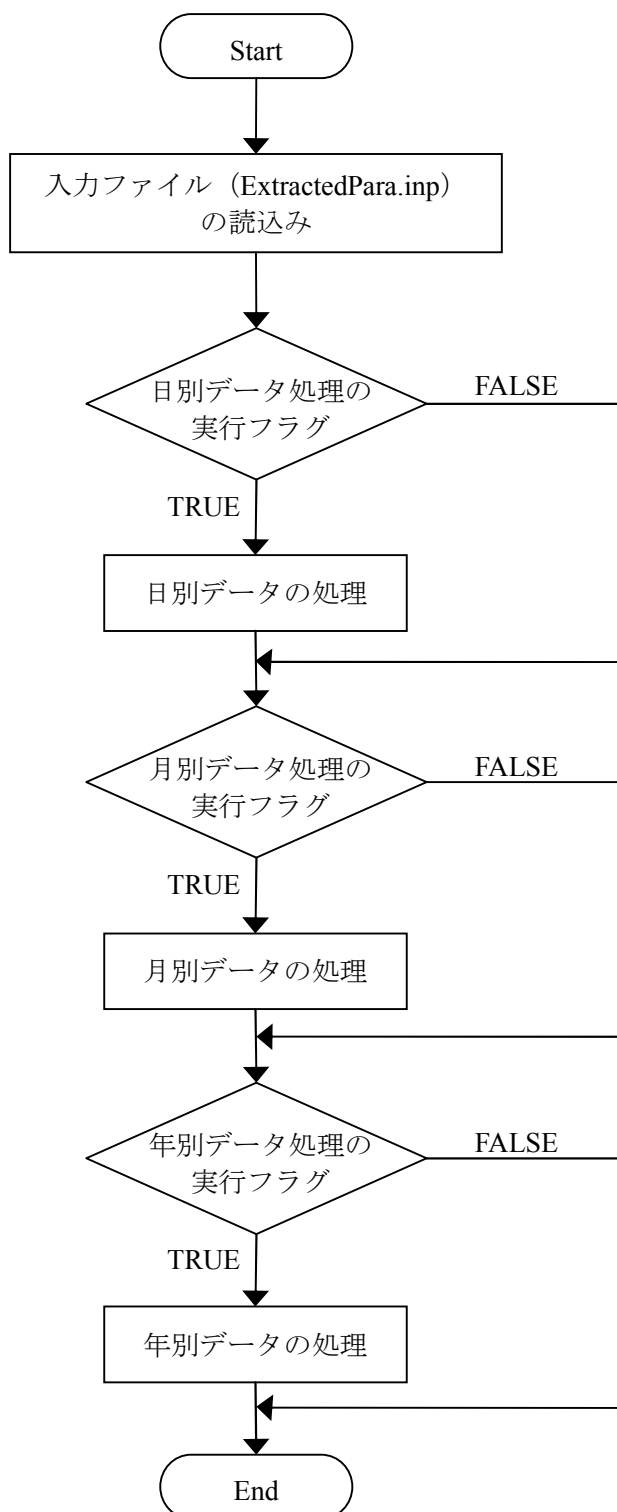 Start
入力ファイル（ExtractedPara.inp）
の読込み
日別データ処理の
実行フラグ
FALSE
TRUE
日別データの処理
月別データ処理の
実行フラグ
FALSE
TRUE
月別データの処理
年別データ処理の
実行フラグ
FALSE
TRUE
年別データの処理
End